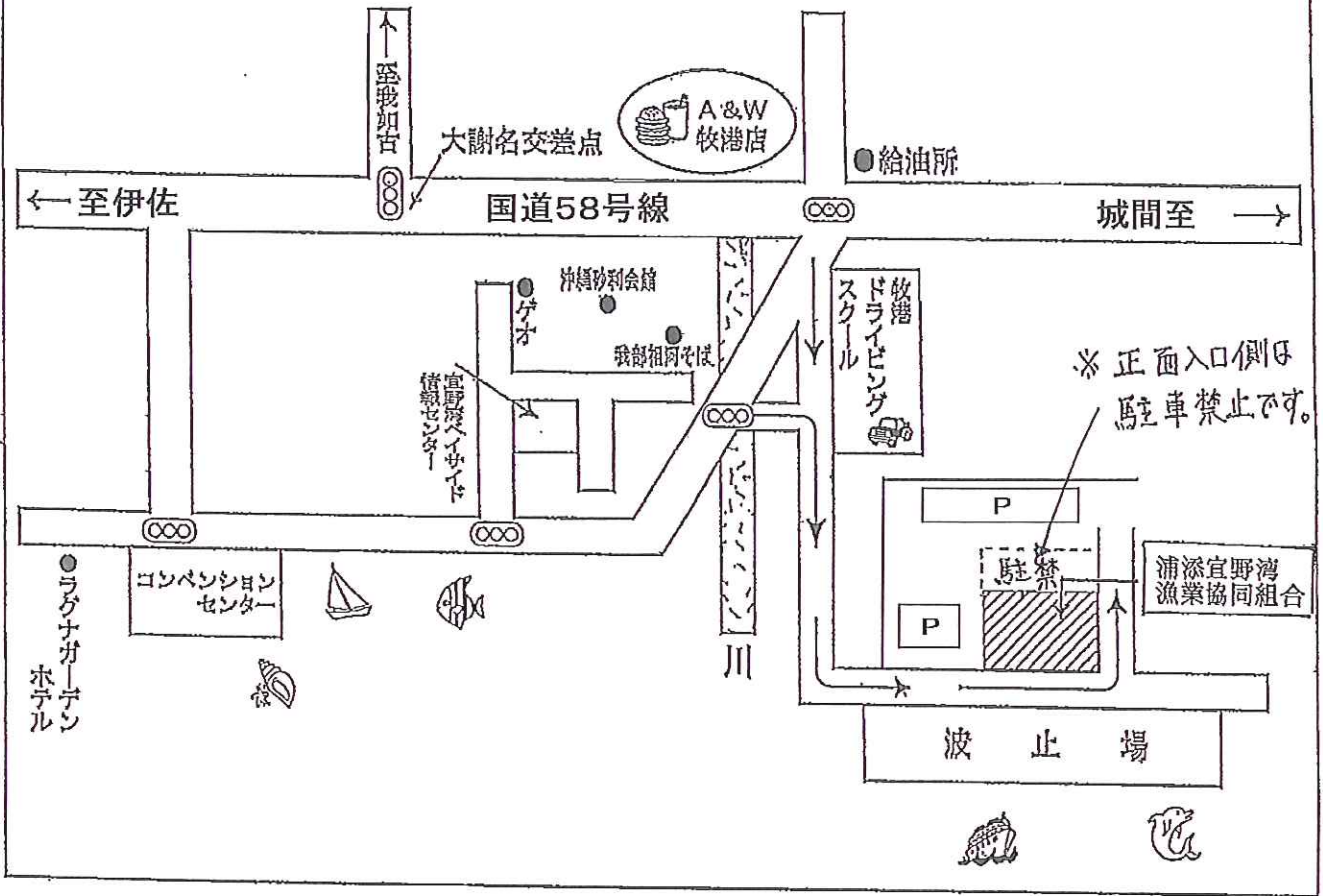 至我如古
大謝名交差点
A&W
牧港店
給油所
←至伊佐
国道58号線
城間至→
ゲオ
沖縄砂利会館
我部祖河そば
宜野湾ベイサイド
情報センター
牧港
ドライビング
スクール
※正面入口側は
駐車禁止です。
P
駐禁
P
浦添宜野湾
漁業協同組合
コンベンション
センター
ラグナガーデン
ホテル
川
波止場